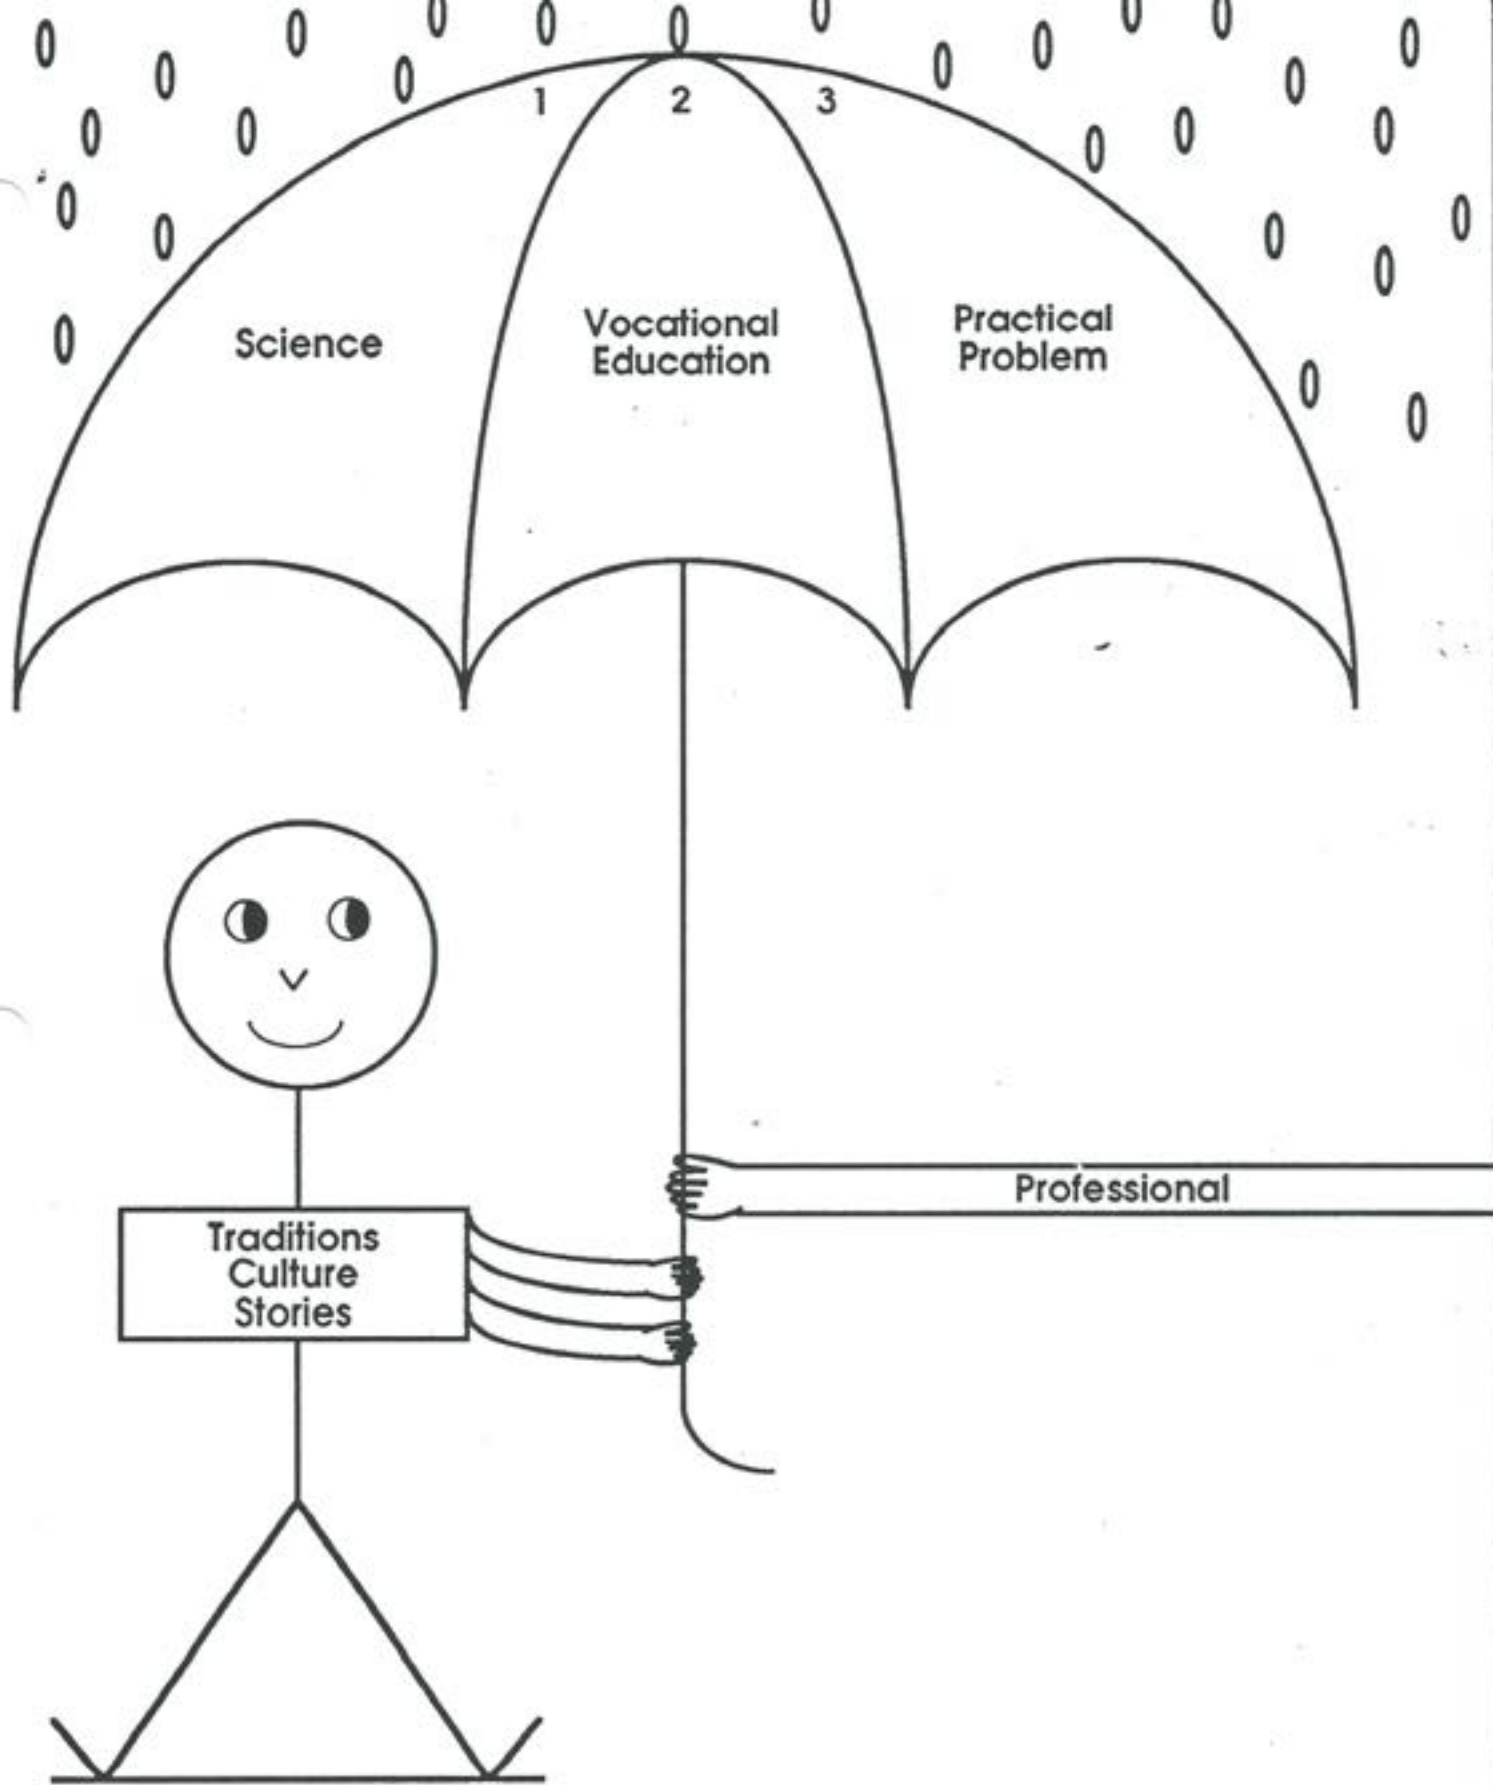 1 2 3
Science
Vocational
Education
Practical
Problem
Professional
Traditions
Culture
Stories